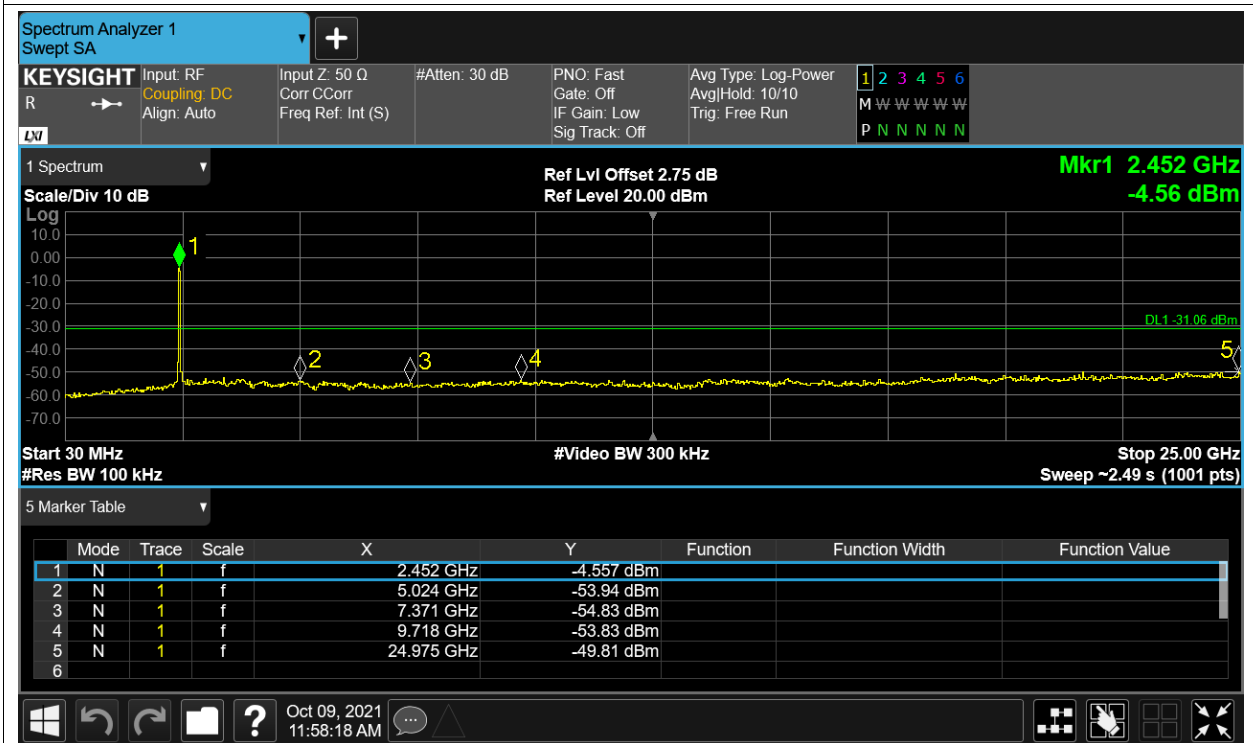 Spectrum Analyzer 1
Swept SA
KEYSIGHT
R
LXI
Input: RF
Coupling: DC
Align: Auto
Input Z: 50 Ω
Corr CCorr
Freq Ref: Int (S)
#Atten: 30 dB
PNO: Fast
Gate: Off
IF Gain: Low
Sig Track: Off
Avg Type: Log-Power
Avg|Hold: 10/10
Trig: Free Run
1 2 3 4 5 6
M W W W W W
P N N N N N
1 Spectrum
Scale/Div 10 dB
Ref Lvl Offset 2.75 dB
Ref Level 20.00 dBm
Mkr1 2.452 GHz
-4.56 dBm
Log
10.0
0.00
-10.0
-20.0
-30.0
-40.0
-50.0
-60.0
-70.0
1
2
3
4
5
DL1 -31.06 dBm
Start 30 MHz
#Video BW 300 kHz
Stop 25.00 GHz
#Res BW 100 kHz
Sweep ~2.49 s (1001 pts)
5 Marker Table
Mode Trace Scale X Y Function Function Width Function Value
1 N 1 f 2.452 GHz -4.557 dBm
2 N 1 f 5.024 GHz -53.94 dBm
3 N 1 f 7.371 GHz -54.83 dBm
4 N 1 f 9.718 GHz -53.83 dBm
5 N 1 f 24.975 GHz -49.81 dBm
6
?
Oct 09, 2021
11:58:18 AM